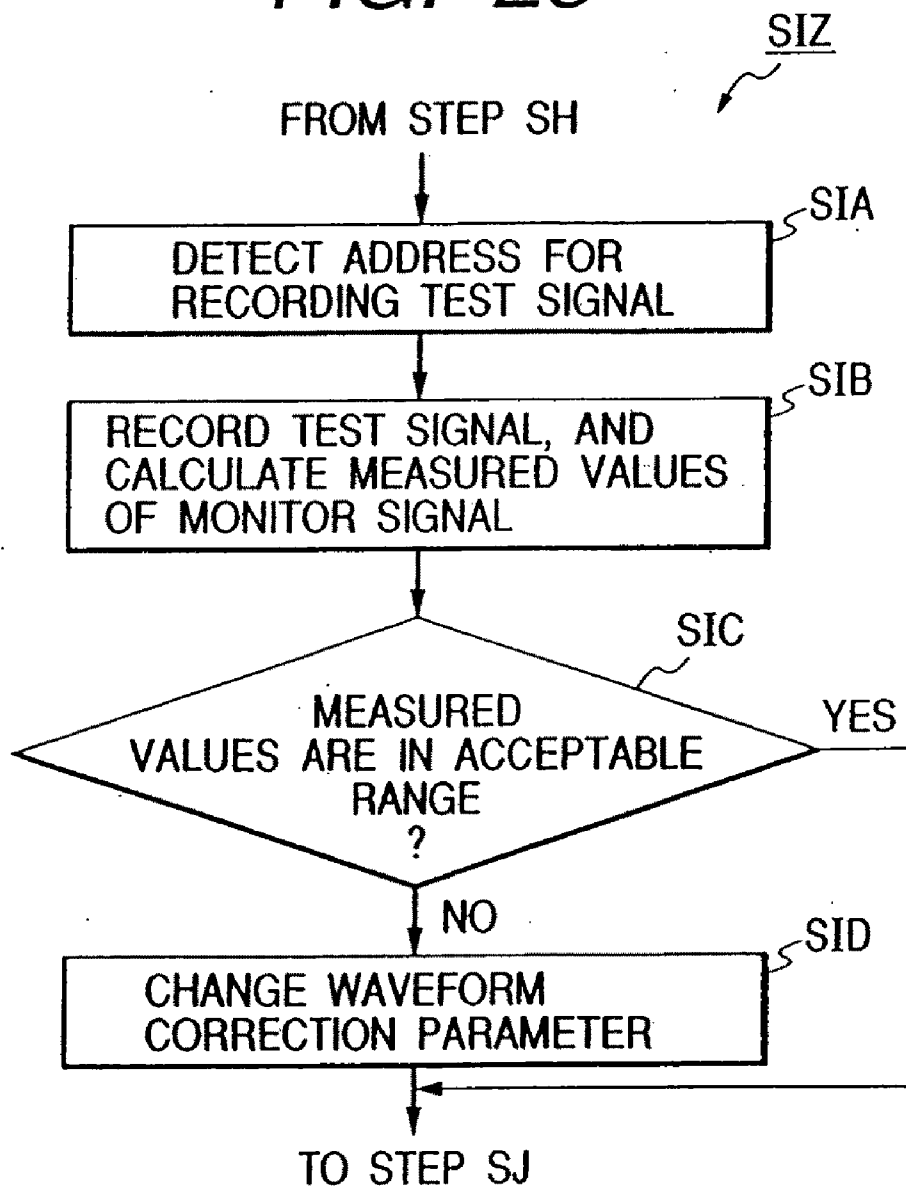 SIZ
FROM STEP SH
SIA
DETECT ADDRESS FOR
RECORDING TEST SIGNAL
SIB
RECORD TEST SIGNAL, AND
CALCULATE MEASURED VALUES
OF MONITOR SIGNAL
SIC
MEASURED
VALUES ARE IN ACCEPTABLE
RANGE
?
YES
NO
SID
CHANGE WAVEFORM
CORRECTION PARAMETER
TO STEP SJ